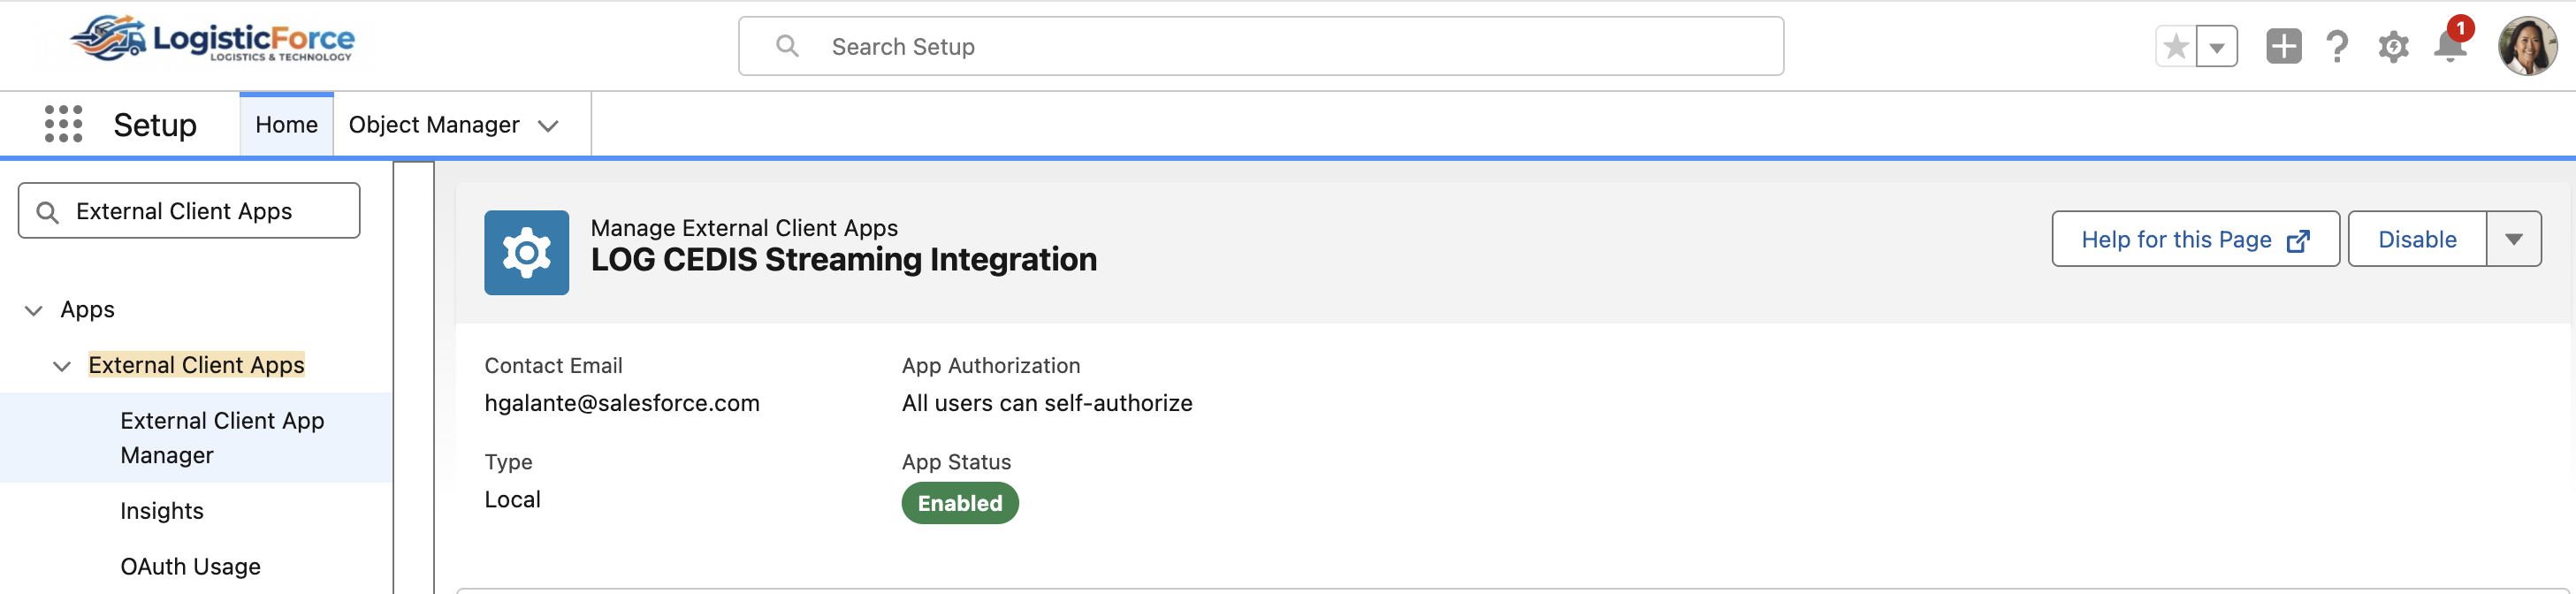 LogisticForce
LOGISTICS & TECHNOLOGY
Search Setup
1
Setup
Home
Object Manager
External Client Apps
Apps
External Client Apps
External Client App
Manager
Insights
OAuth Usage
Manage External Client Apps
LOG CEDIS Streaming Integration
Help for this Page
Disable
Contact Email
hgalante@salesforce.com
App Authorization
All users can self-authorize
Type
Local
App Status
Enabled